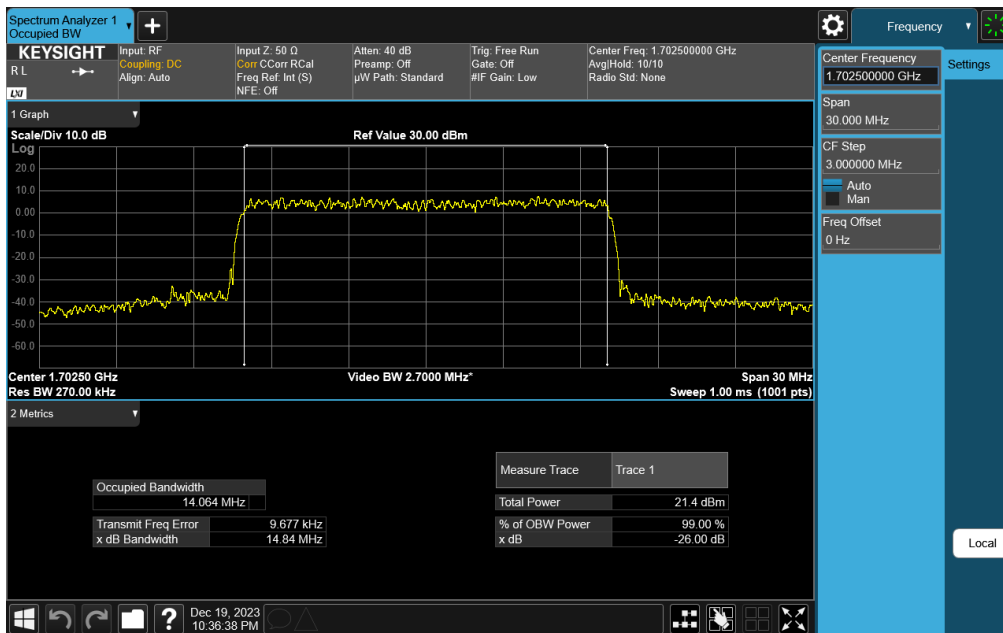 Spectrum Analyzer 1
Occupied BW
+
Frequency
KEYSIGHT
R L
LXI
Input: RF
Coupling: DC
Align: Auto
Input Z: 50 Ω
Corr CCorr RCal
Freq Ref: Int (S)
NFE: Off
Atten: 40 dB
Preamp: Off
µW Path: Standard
Trig: Free Run
Gate: Off
#IF Gain: Low
Center Freq: 1.702500000 GHz
Avg|Hold: 10/10
Radio Std: None
Center Frequency
1.702500000 GHz
Settings
Span
30.000 MHz
CF Step
3.000000 MHz
Auto
Man
Freq Offset
0 Hz
Local
1 Graph
Scale/Div 10.0 dB
Ref Value 30.00 dBm
Log
20.0
10.0
0.00
-10.0
-20.0
-30.0
-40.0
-50.0
-60.0
Center 1.70250 GHz
Video BW 2.7000 MHz*
Span 30 MHz
Res BW 270.00 kHz
Sweep 1.00 ms (1001 pts)
2 Metrics
Measure Trace Trace 1
Occupied Bandwidth
14.064 MHz
Total Power 21.4 dBm
Transmit Freq Error 9.677 kHz
% of OBW Power 99.00 %
x dB Bandwidth 14.84 MHz
x dB -26.00 dB
?
Dec 19, 2023
10:36:38 PM